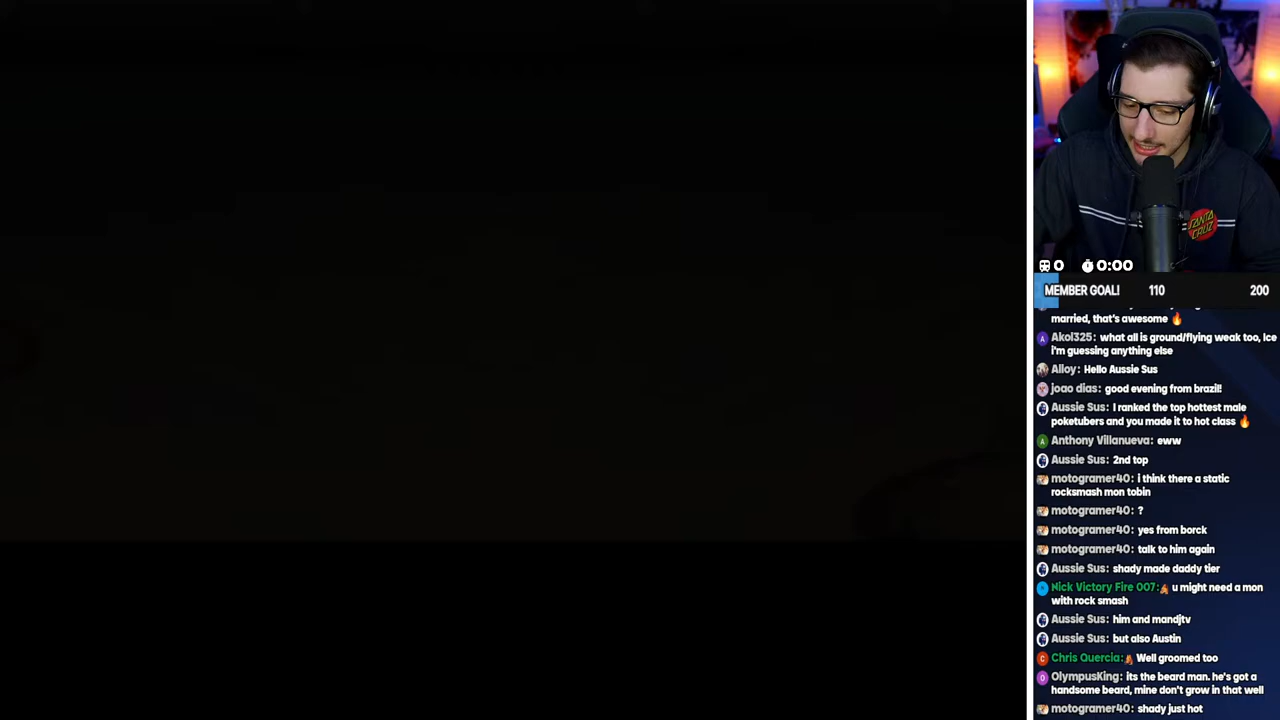 SANTA
CRUZ
0 0:00
MEMBER GOAL! 110 200
married, that's awesome 🔥
Akol325: what all is ground/flying weak too, Ice
i'm guessing anything else
Alloy: Hello Aussie Sus
joao dias: good evening from brazil!
Aussie Sus: I ranked the top hottest male
poketubers and you made it to hot class 🔥
Anthony Villanueva: eww
Aussie Sus: 2nd top
motogramer40: i think there a static
rocksmash mon tobin
motogramer40: ?
motogramer40: yes from borck
motogramer40: talk to him again
Aussie Sus: shady made daddy tier
Nick Victory Fire 007: u might need a mon
with rock smash
Aussie Sus: him and mandjtv
Aussie Sus: but also Austin
Chris Quercia: Well groomed too
OlympusKing: its the beard man. he's got a
handsome beard, mine don't grow in that well
motogramer40: shady just hot